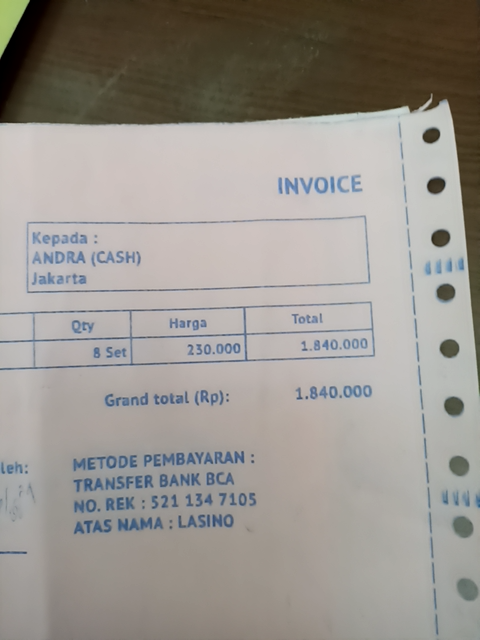 INVOICE
Kepada :
ANDRA (CASH)
Jakarta
Qty Harga Total
8 Set 230.000 1.840.000
Grand total (Rp): 1.840.000
leh:
METODE PEMBAYARAN :
TRANSFER BANK BCA
NO. REK : 521 134 7105
ATAS NAMA : LASINO